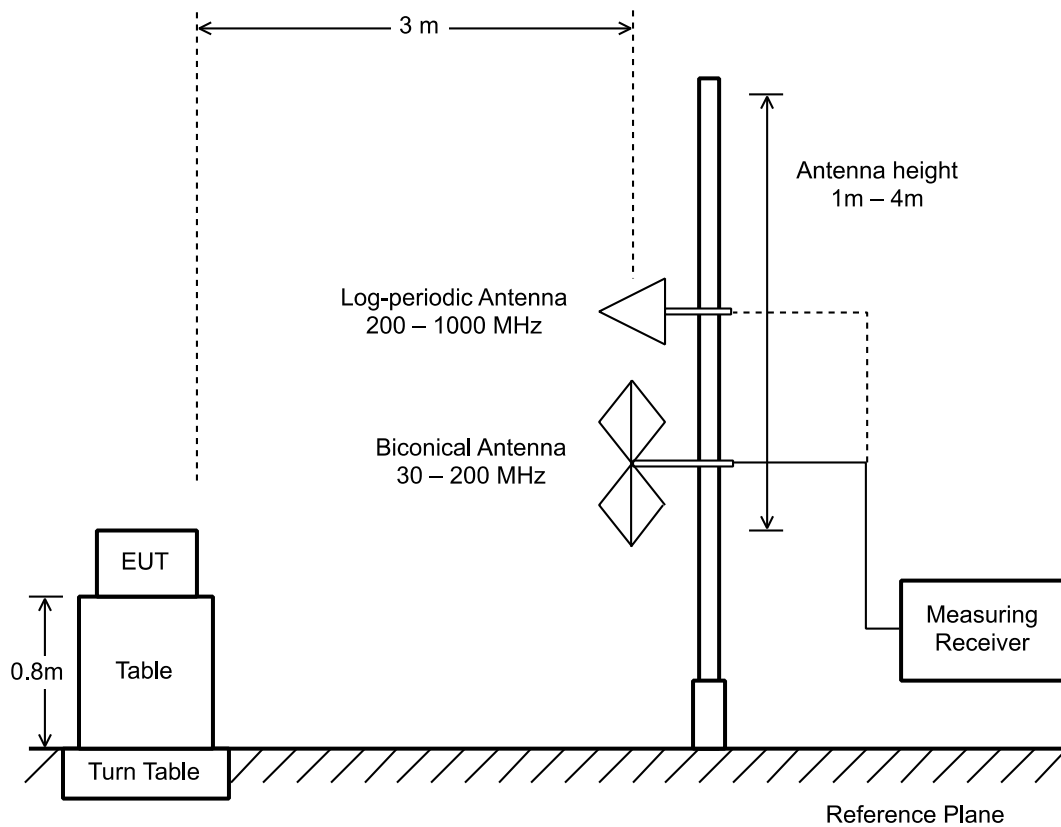 3 m
Antenna height
1m – 4m
Log-periodic Antenna
200 – 1000 MHz
Biconical Antenna
30 – 200 MHz
EUT
Measuring
Receiver
0.8m
Table
Turn Table
Reference Plane